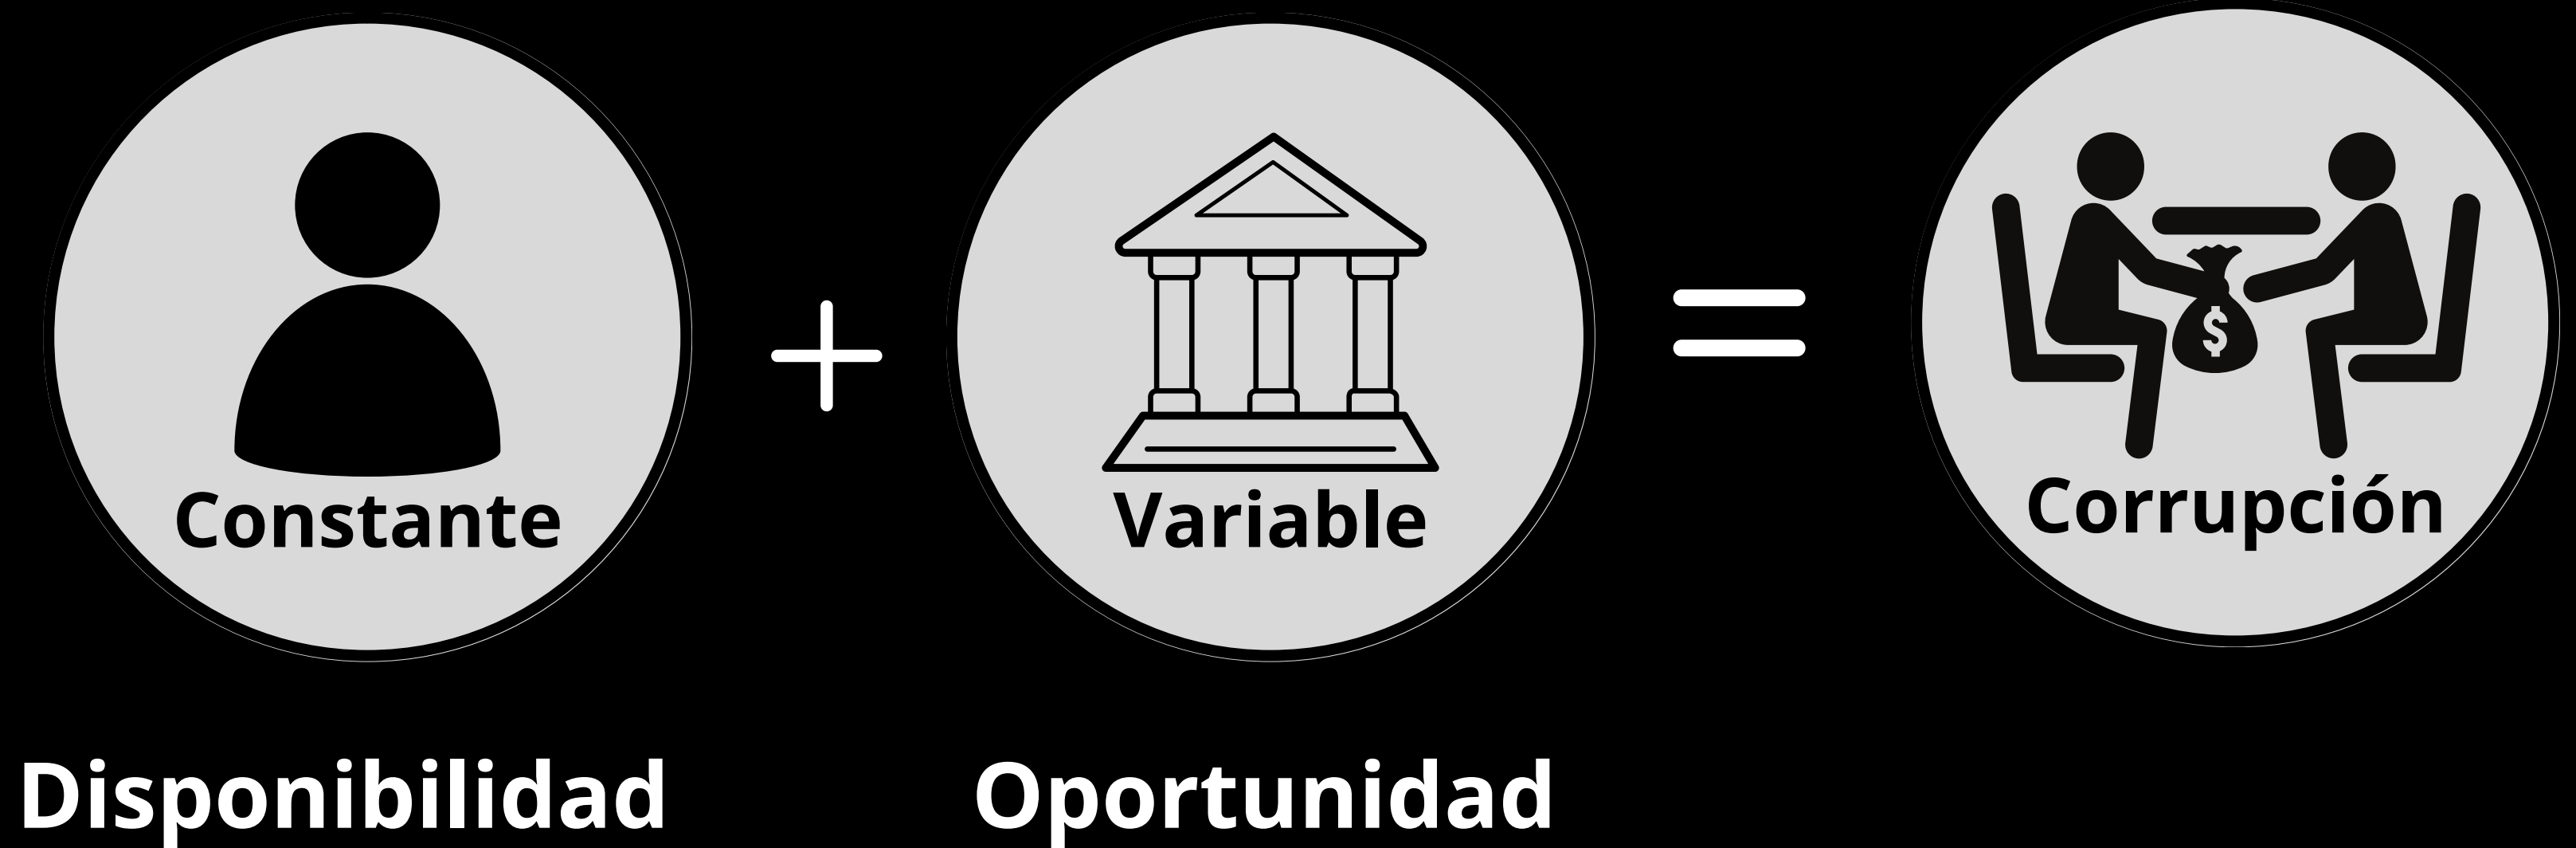 Constante
+
Variable
=
$
Corrupción
Disponibilidad
Oportunidad